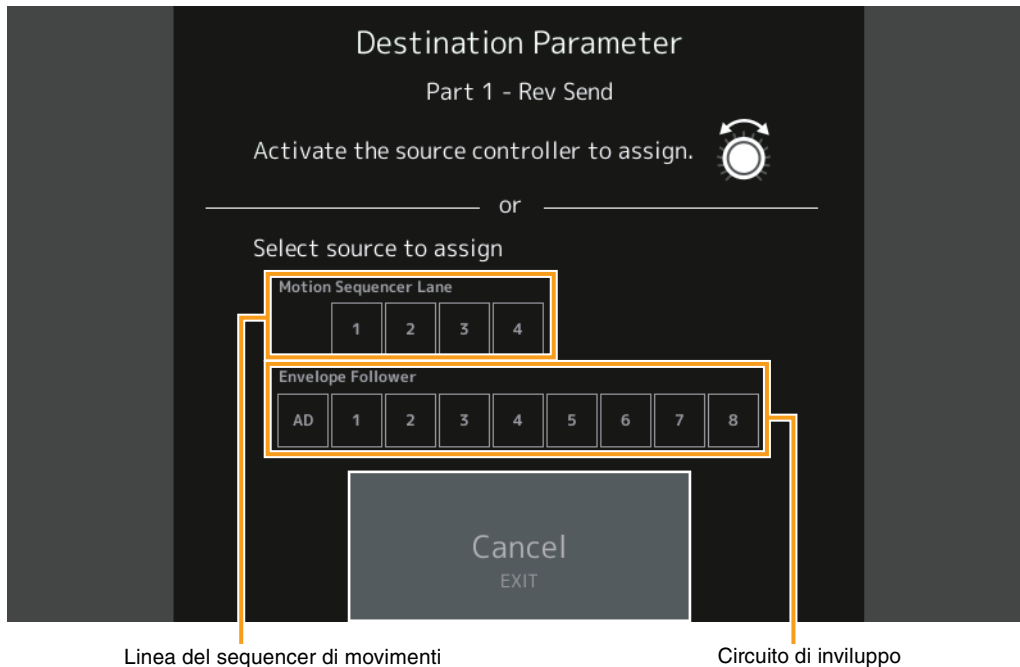 Destination Parameter
Part 1 - Rev Send
Activate the source controller to assign.
or
Select source to assign
Motion Sequencer Lane
1 2 3 4
Envelope Follower
AD 1 2 3 4 5 6 7 8
Cancel
EXIT
Linea del sequencer di movimenti
Circuito di inviluppo